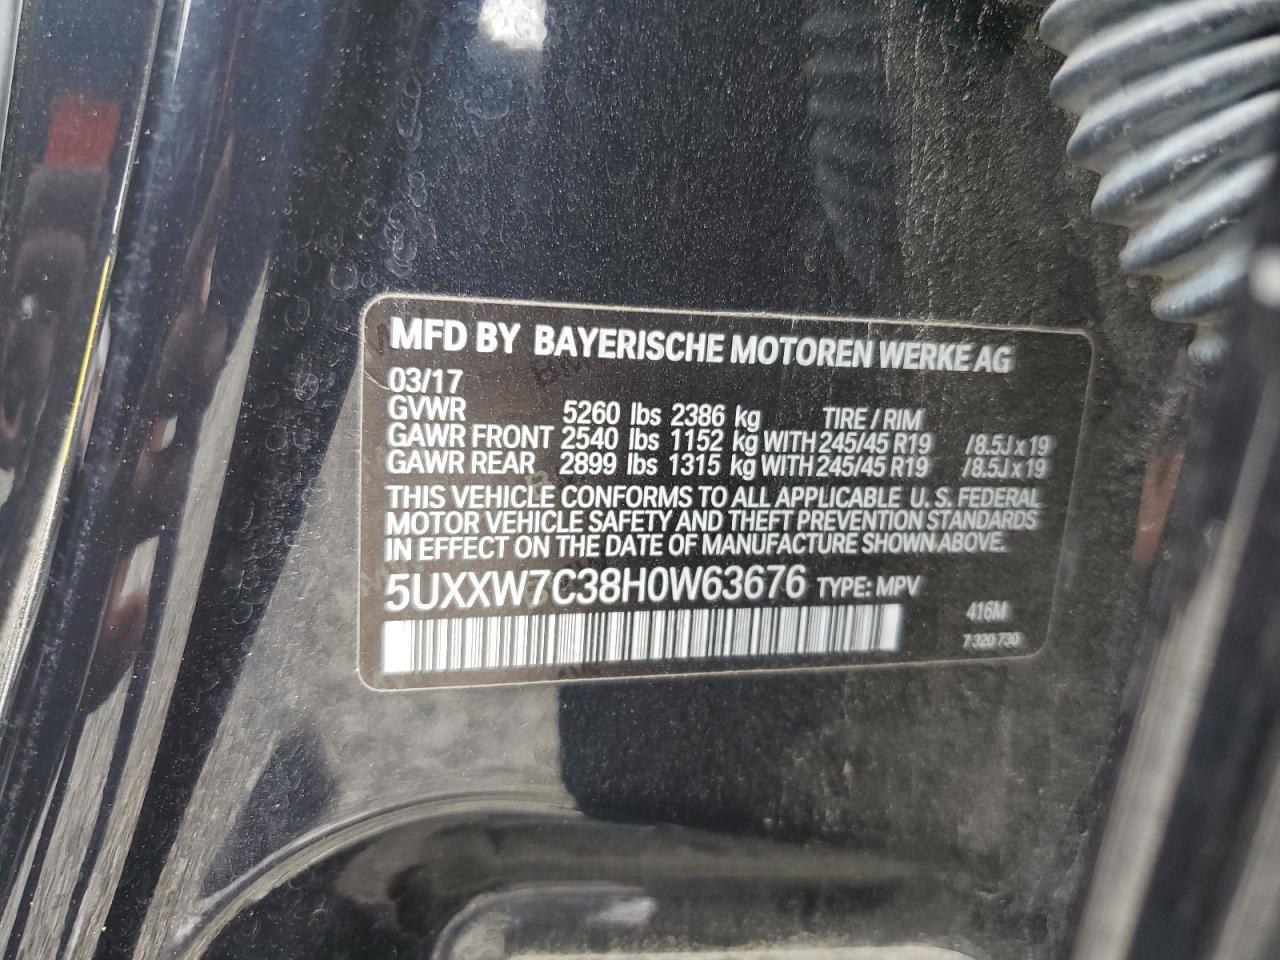 MFD BY BAYERISCHE MOTOREN WERKE AG
03/17
GVWR 5260 lbs 2386 kg TIRE / RIM
GAWR FRONT 2540 lbs 1152 kg WITH 245/45 R19 /8.5J x 19
GAWR REAR 2899 lbs 1315 kg WITH 245/45 R19 /8.5J x 19
THIS VEHICLE CONFORMS TO ALL APPLICABLE U.S. FEDERAL
MOTOR VEHICLE SAFETY AND THEFT PREVENTION STANDARDS
IN EFFECT ON THE DATE OF MANUFACTURE SHOWN ABOVE.
5UXXW7C38H0W63676 TYPE: MPV
416M
7 320 730